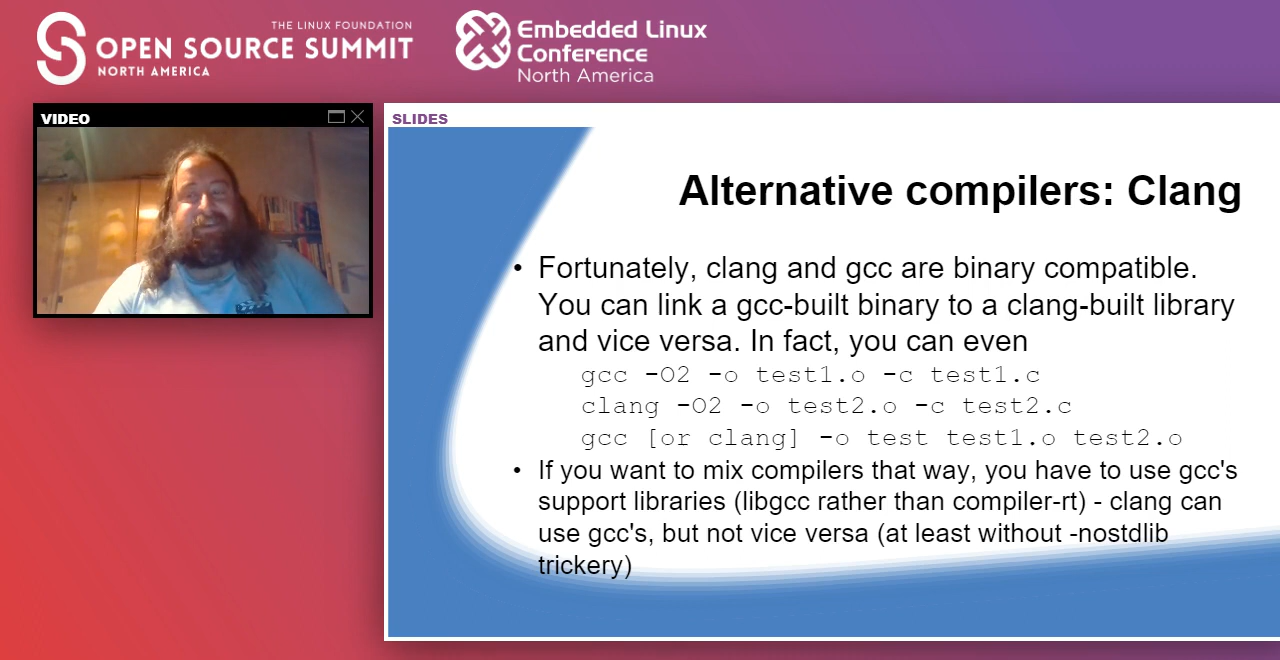 THE LINUX FOUNDATION
OPEN SOURCE SUMMIT
NORTH AMERICA
Embedded Linux
Conference
North America
VIDEO
SLIDES
Alternative compilers: Clang
• Fortunately, clang and gcc are binary compatible.
You can link a gcc-built binary to a clang-built library
and vice versa. In fact, you can even
gcc -O2 -o test1.o -c test1.c
clang -O2 -o test2.o -c test2.c
gcc [or clang] -o test test1.o test2.o
• If you want to mix compilers that way, you have to use gcc's
support libraries (libgcc rather than compiler-rt) - clang can
use gcc's, but not vice versa (at least without -nostdlib
trickery)